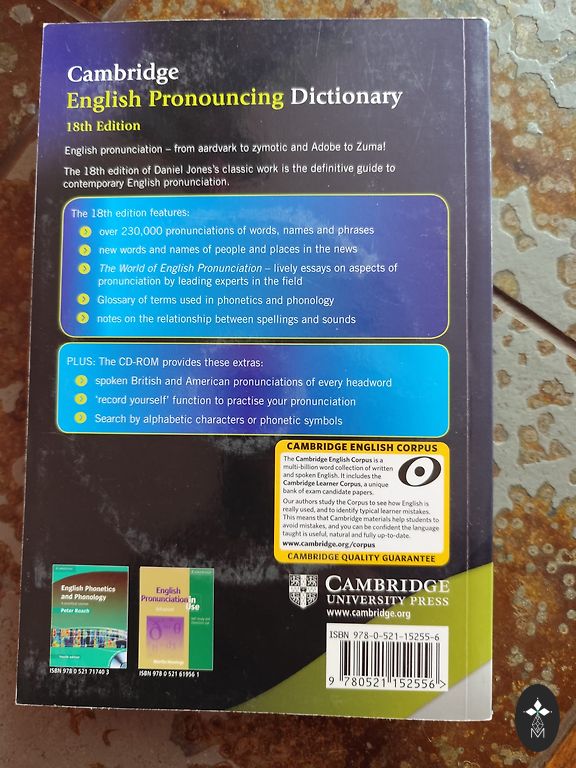 Cambridge
English Pronouncing Dictionary
18th Edition
English pronunciation – from aardvark to zymotic and Adobe to Zuma!
The 18th edition of Daniel Jones's classic work is the definitive guide to
contemporary English pronunciation.
The 18th edition features:
over 230,000 pronunciations of words, names and phrases
new words and names of people and places in the news
The World of English Pronunciation – lively essays on aspects of
pronunciation by leading experts in the field
Glossary of terms used in phonetics and phonology
notes on the relationship between spellings and sounds
PLUS: The CD-ROM provides these extras:
spoken British and American pronunciations of every headword
'record yourself' function to practise your pronunciation
Search by alphabetic characters or phonetic symbols
CAMBRIDGE ENGLISH CORPUS
The Cambridge English Corpus is a
multi-billion word collection of written
and spoken English. It includes the
Cambridge Learner Corpus, a unique
bank of exam candidate papers.
Our authors study the Corpus to see how English is
really used, and to identify typical learner mistakes.
This means that Cambridge materials help students to
avoid mistakes, and you can be confident the language
taught is useful, natural and fully up-to-date.
www.cambridge.org/corpus
CAMBRIDGE QUALITY GUARANTEE
English Phonetics
and Phonology
Peter Roach
ISBN 978 0 521 71740 3
English
Pronunciation
in Use
ISBN 978 0 521 61956 1
CAMBRIDGE
UNIVERSITY PRESS
www.cambridge.org
ISBN 978-0-521-15255-6
9 780521 152556 >